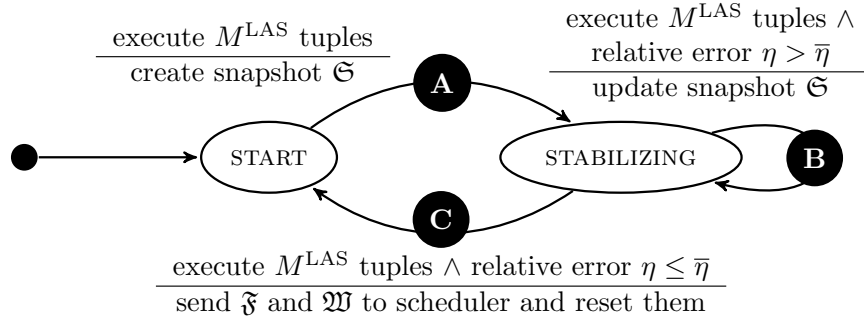 execute M^LAS tuples
create snapshot 𝔖
execute M^LAS tuples ∧
relative error η > η̅
update snapshot 𝔖
A
START
STABILIZING
B
C
execute M^LAS tuples ∧ relative error η ≤ η̅
send 𝔉 and 𝔚 to scheduler and reset them